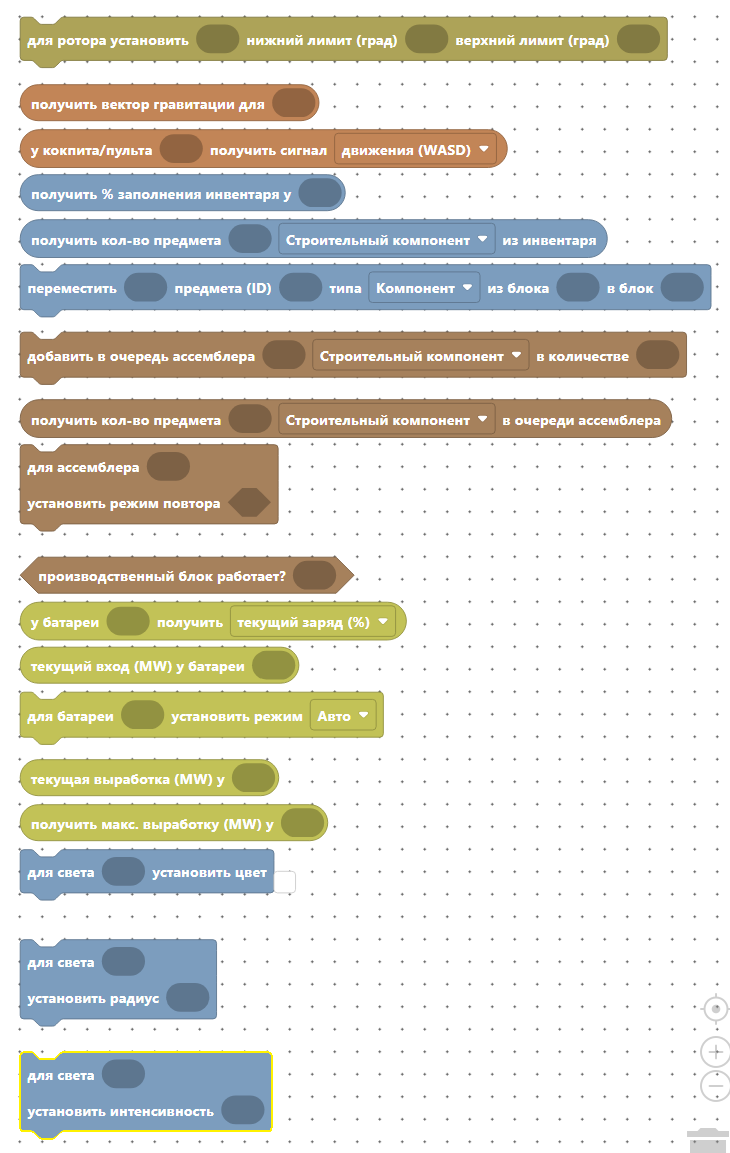 для ротора установить нижний лимит (град) верхний лимит (град)
получить вектор гравитации для
у кокпита/пульта получить сигнал движения (WASD)
получить % заполнения инвентаря у
получить кол-во предмета Строительный компонент из инвентаря
переместить предмета (ID) типа Компонент из блока в блок
добавить в очередь ассемблера Строительный компонент в количестве
получить кол-во предмета Строительный компонент в очереди ассемблера
для ассемблера
установить режим повтора
производственный блок работает?
у батареи получить текущий заряд (%)
текущий вход (MW) у батареи
для батареи установить режим Авто
текущая выработка (MW) у
получить макс. выработку (MW) у
для света установить цвет
для света
установить радиус
для света
установить интенсивность